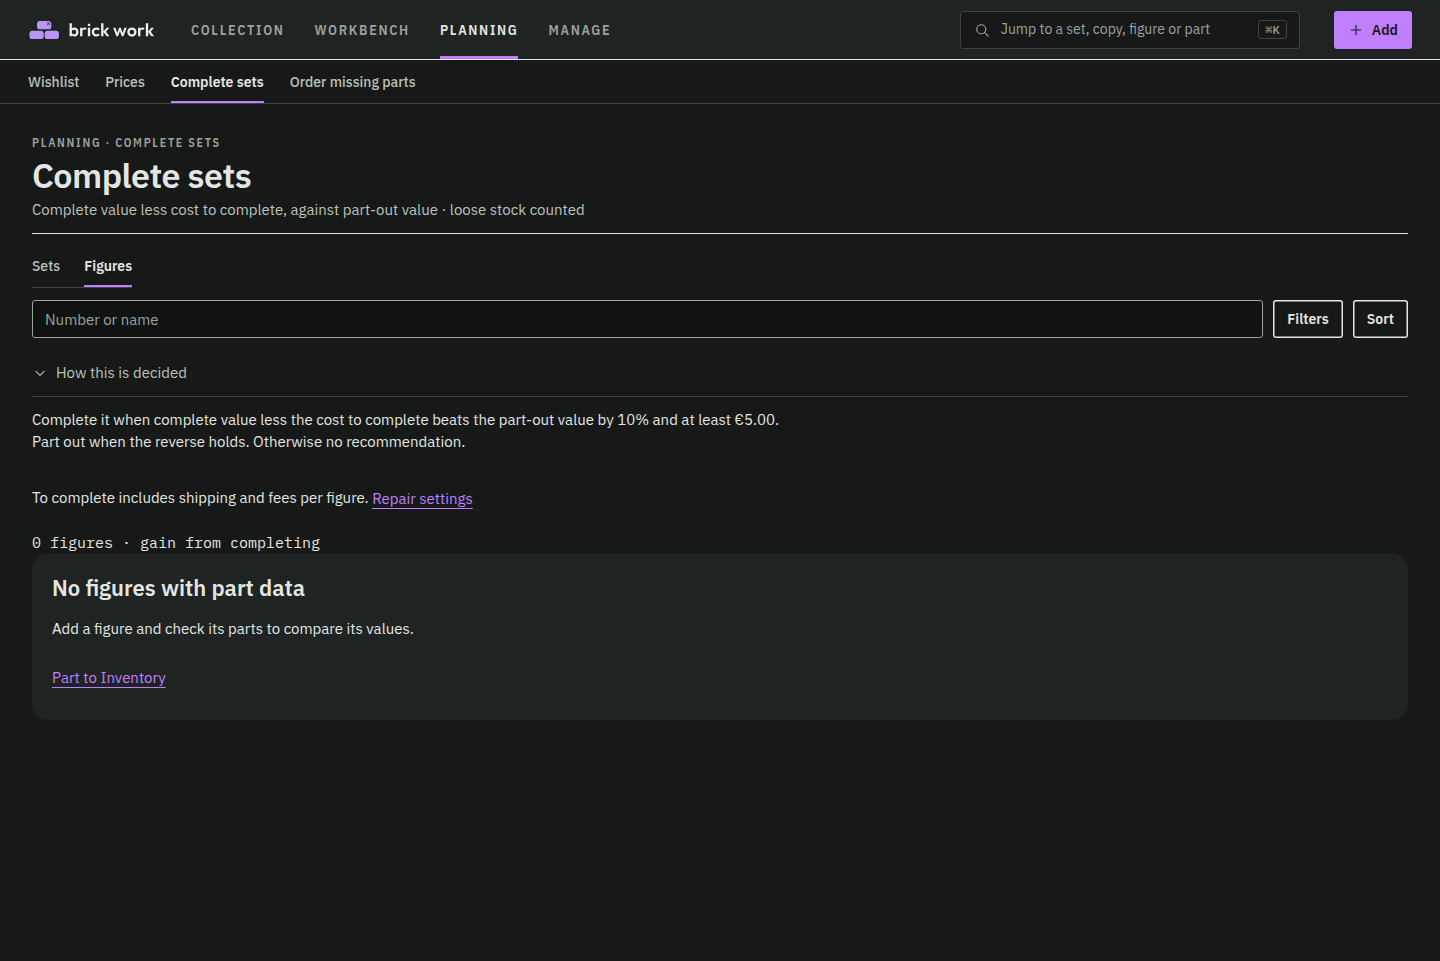 brick work
COLLECTION
WORKBENCH
PLANNING
MANAGE
Jump to a set, copy, figure or part
⌘K
+ Add
Wishlist
Prices
Complete sets
Order missing parts
PLANNING · COMPLETE SETS
Complete sets
Complete value less cost to complete, against part-out value · loose stock counted
Sets
Figures
Number or name
Filters
Sort
How this is decided
Complete it when complete value less the cost to complete beats the part-out value by 10% and at least €5.00.
Part out when the reverse holds. Otherwise no recommendation.
To complete includes shipping and fees per figure. Repair settings
0 figures · gain from completing
No figures with part data
Add a figure and check its parts to compare its values.
Part to Inventory